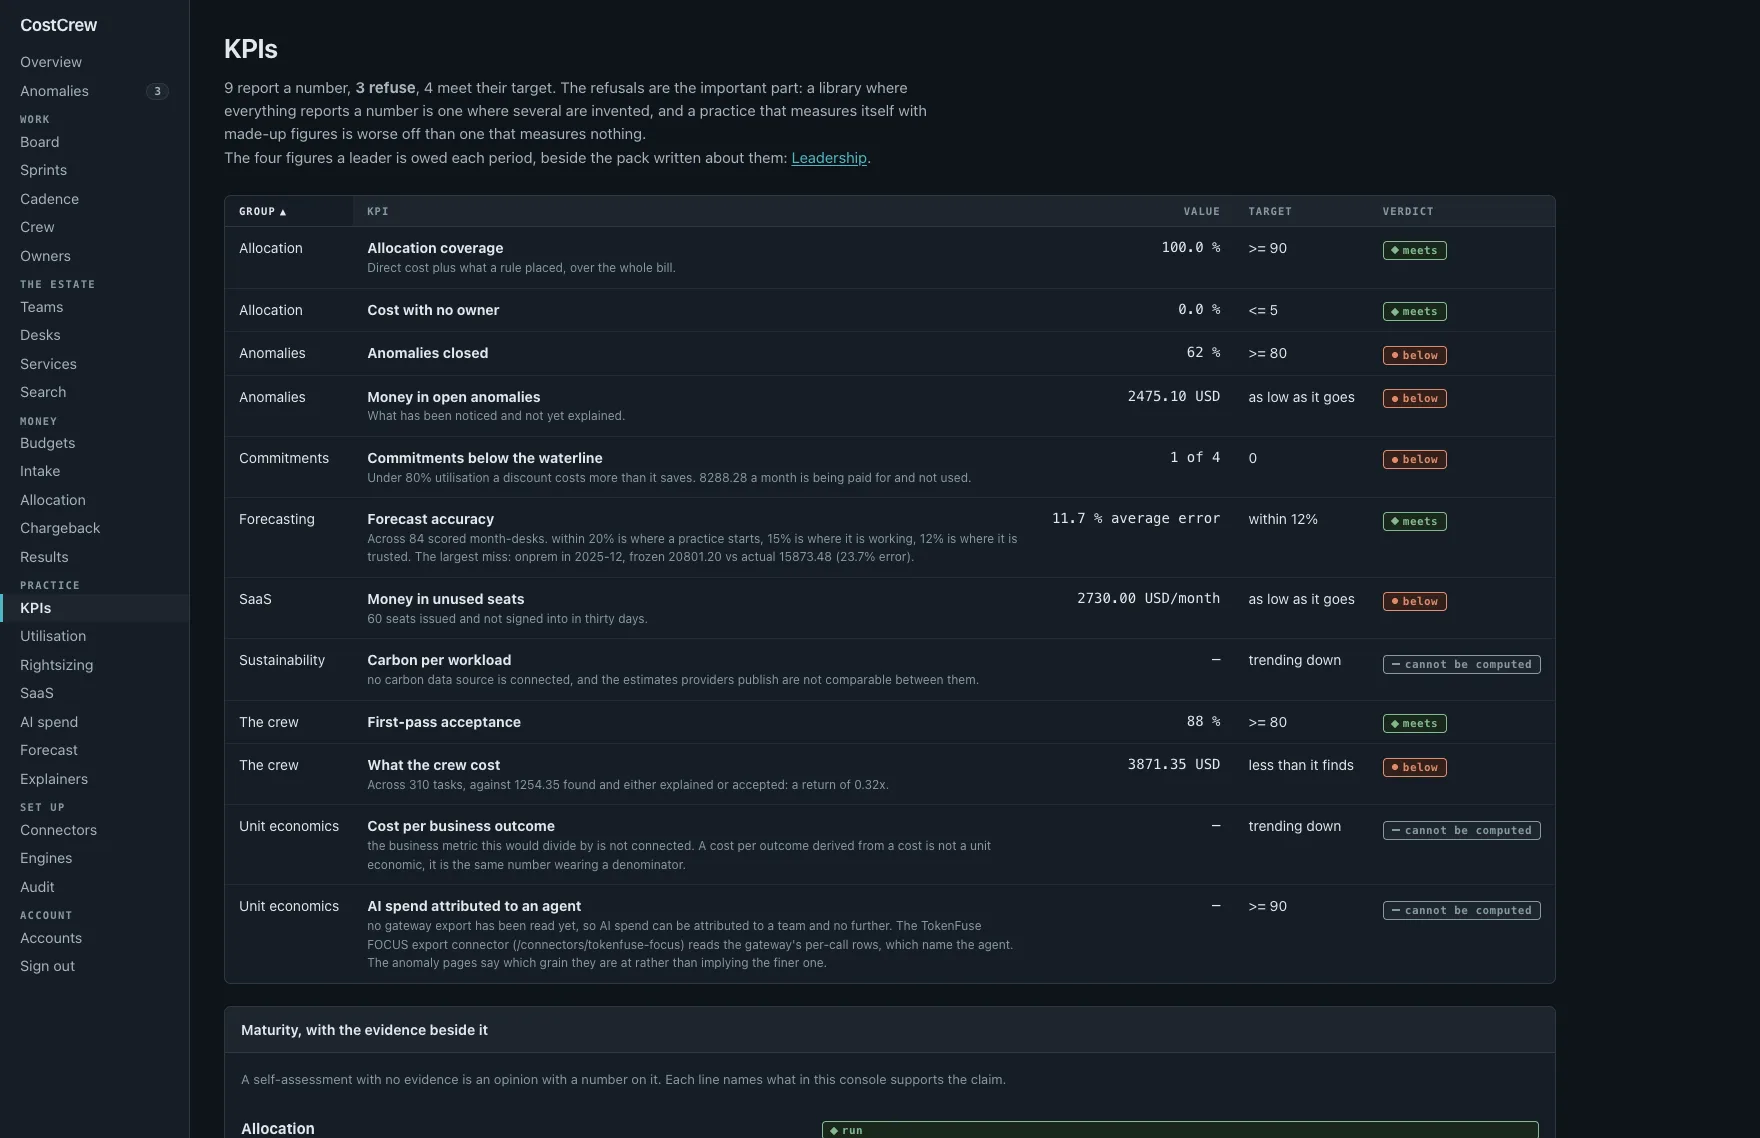 CostCrew
Overview
Anomalies 3
WORK
Board
Sprints
Cadence
Crew
Owners
THE ESTATE
Teams
Desks
Services
Search
MONEY
Budgets
Intake
Allocation
Chargeback
Results
PRACTICE
KPIs
Utilisation
Rightsizing
SaaS
AI spend
Forecast
Explainers
SET UP
Connectors
Engines
Audit
ACCOUNT
Accounts
Sign out
KPIs
9 report a number, 3 refuse, 4 meet their target. The refusals are the important part: a library where
everything reports a number is one where several are invented, and a practice that measures itself with
made-up figures is worse off than one that measures nothing.
The four figures a leader is owed each period, beside the pack written about them: Leadership.
GROUP ▲ KPI VALUE TARGET VERDICT
Allocation Allocation coverage 100.0 % >= 90 ◆ meets
Direct cost plus what a rule placed, over the whole bill.
Allocation Cost with no owner 0.0 % <= 5 ◆ meets
Anomalies Anomalies closed 62 % >= 80 ● below
Anomalies Money in open anomalies 2475.10 USD as low as it goes ● below
What has been noticed and not yet explained.
Commitments Commitments below the waterline 1 of 4 0 ● below
Under 80% utilisation a discount costs more than it saves. 8288.28 a month is being paid for and not used.
Forecasting Forecast accuracy 11.7 % average error within 12% ◆ meets
Across 84 scored month-desks. within 20% is where a practice starts, 15% is where it is working, 12% is where it is
trusted. The largest miss: onprem in 2025-12, frozen 20801.20 vs actual 15873.48 (23.7% error).
SaaS Money in unused seats 2730.00 USD/month as low as it goes ● below
60 seats issued and not signed into in thirty days.
Sustainability Carbon per workload — trending down — cannot be computed
no carbon data source is connected, and the estimates providers publish are not comparable between them.
The crew First-pass acceptance 88 % >= 80 ◆ meets
The crew What the crew cost 3871.35 USD less than it finds ● below
Across 310 tasks, against 1254.35 found and either explained or accepted: a return of 0.32x.
Unit economics Cost per business outcome — trending down — cannot be computed
the business metric this would divide by is not connected. A cost per outcome derived from a cost is not a unit
economic, it is the same number wearing a denominator.
Unit economics AI spend attributed to an agent — >= 90 — cannot be computed
no gateway export has been read yet, so AI spend can be attributed to a team and no further. The TokenFuse
FOCUS export connector (/connectors/tokenfuse-focus) reads the gateway's per-call rows, which name the agent.
The anomaly pages say which grain they are at rather than implying the finer one.
Maturity, with the evidence beside it
A self-assessment with no evidence is an opinion with a number on it. Each line names what in this console supports the claim.
Allocation ◆ run